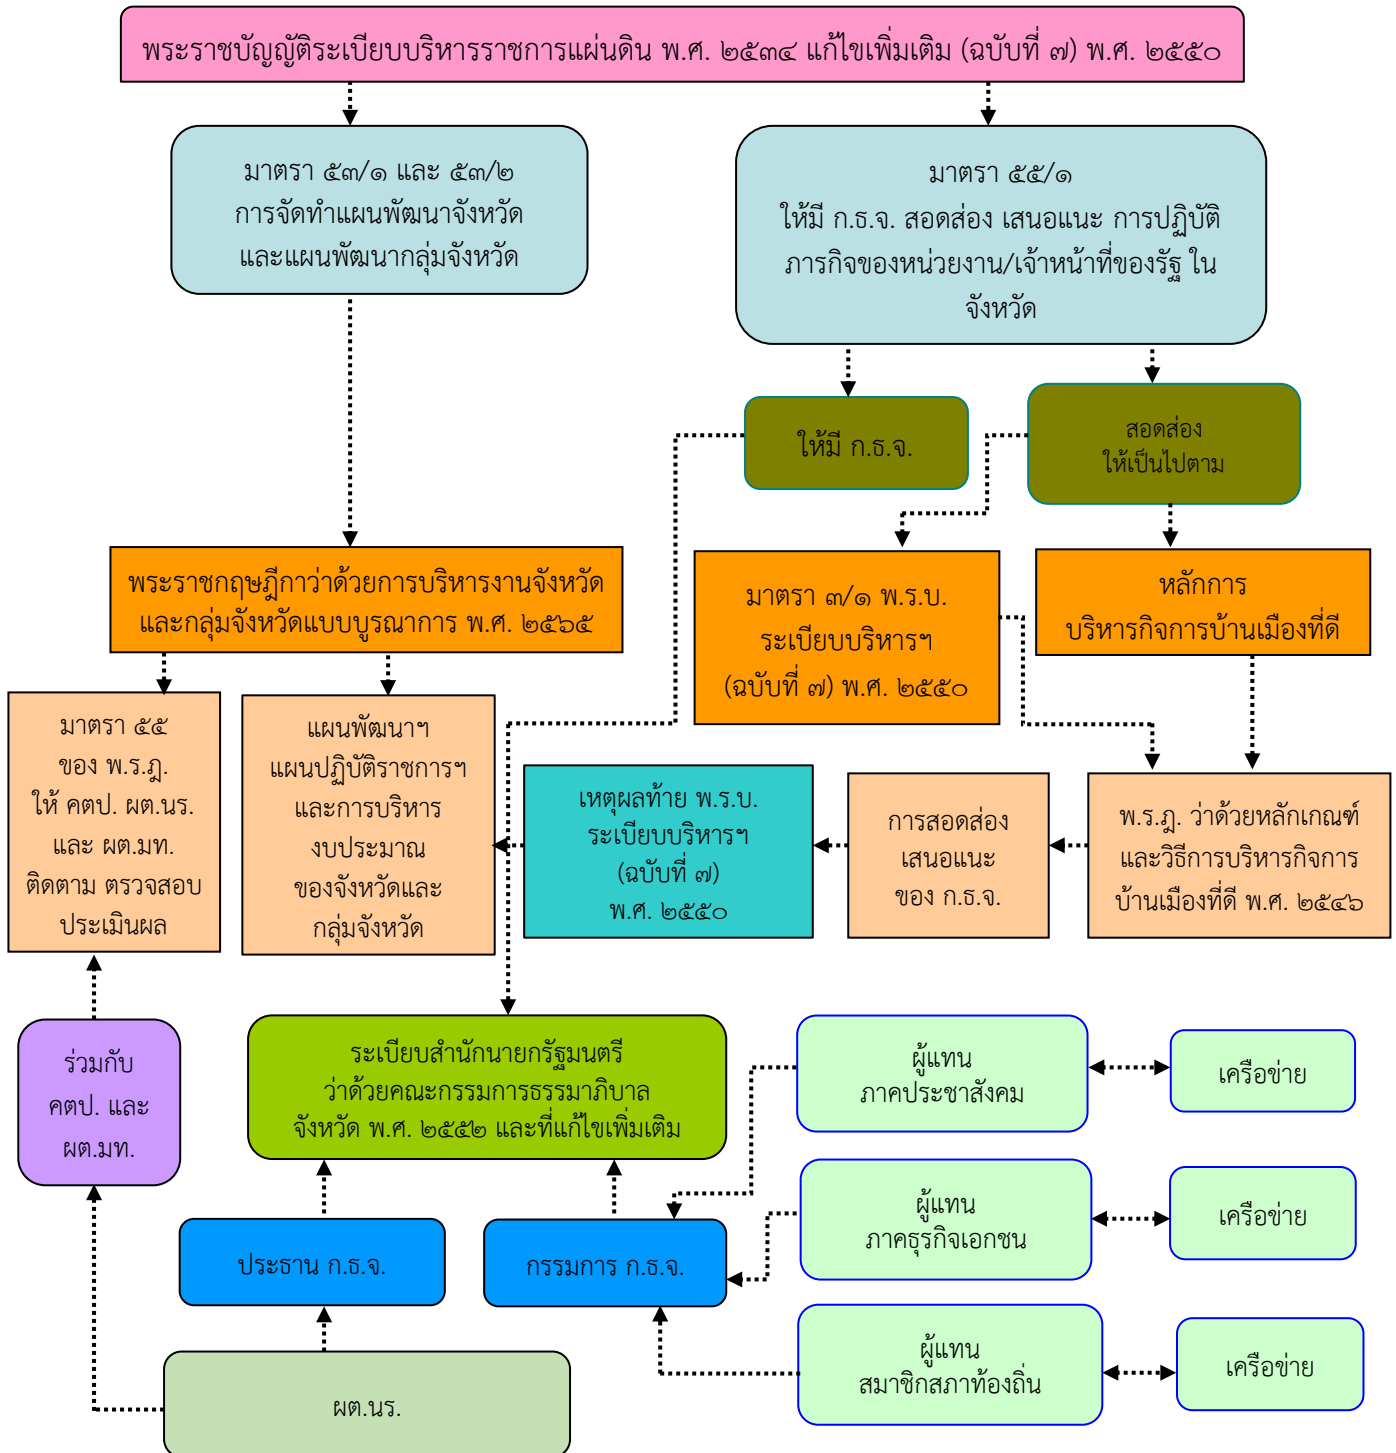 พระราชบัญญัติระเบียบบริหารราชการแผ่นดิน พ.ศ. ๒๕๓๔ แก้ไขเพิ่มเติม (ฉบับที่ ๗) พ.ศ. ๒๕๕๐
มาตรา ๕๓/๑ และ ๕๓/๒
การจัดทำแผนพัฒนาจังหวัด
และแผนพัฒนากลุ่มจังหวัด
มาตรา ๕๕/๑
ให้มี ก.ธ.จ. สอดส่อง เสนอแนะ การปฏิบัติ
ภารกิจของหน่วยงาน/เจ้าหน้าที่ของรัฐ ใน
จังหวัด
ให้มี ก.ธ.จ.
สอดส่อง
ให้เป็นไปตาม
พระราชกฤษฎีกาว่าด้วยการบริหารงานจังหวัด
และกลุ่มจังหวัดแบบบูรณาการ พ.ศ. ๒๕๖๕
มาตรา ๓/๑ พ.ร.บ.
ระเบียบบริหารฯ
(ฉบับที่ ๗) พ.ศ. ๒๕๕๐
หลักการ
บริหารกิจการบ้านเมืองที่ดี
มาตรา ๕๕
ของ พ.ร.ฎ.
ให้ คตป. ผต.นร.
และ ผต.มท.
ติดตาม ตรวจสอบ
ประเมินผล
แผนพัฒนาฯ
แผนปฏิบัติราชการฯ
และการบริหาร
งบประมาณ
ของจังหวัดและ
กลุ่มจังหวัด
เหตุผลท้าย พ.ร.บ.
ระเบียบบริหารฯ
(ฉบับที่ ๗)
พ.ศ. ๒๕๕๐
การสอดส่อง
เสนอแนะ
ของ ก.ธ.จ.
พ.ร.ฎ. ว่าด้วยหลักเกณฑ์
และวิธีการบริหารกิจการ
บ้านเมืองที่ดี พ.ศ. ๒๕๔๖
ร่วมกับ
คตป. และ
ผต.มท.
ระเบียบสำนักนายกรัฐมนตรี
ว่าด้วยคณะกรรมการธรรมาภิบาล
จังหวัด พ.ศ. ๒๕๕๒ และที่แก้ไขเพิ่มเติม
ผู้แทน
ภาคประชาสังคม
เครือข่าย
ผู้แทน
ภาคธุรกิจเอกชน
เครือข่าย
ประธาน ก.ธ.จ.
กรรมการ ก.ธ.จ.
ผู้แทน
สมาชิกสภาท้องถิ่น
เครือข่าย
ผต.นร.